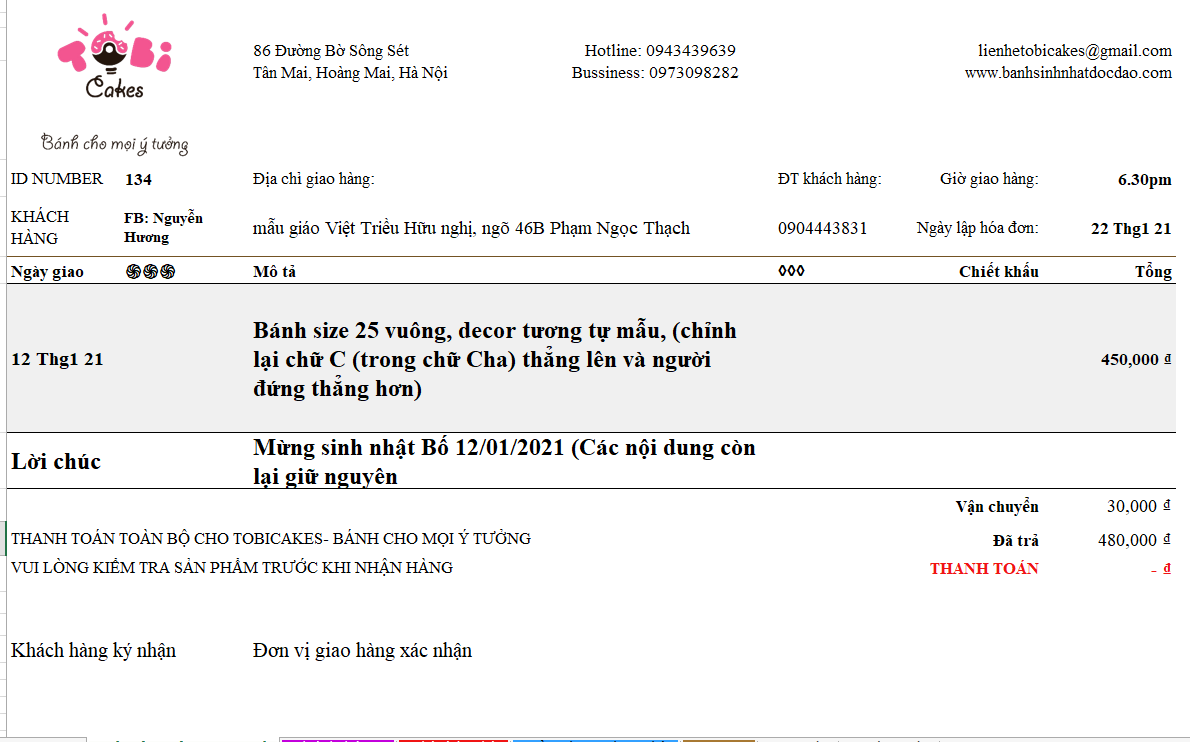 TOBi
Cakes
Bánh cho mọi ý tưởng
86 Đường Bờ Sông Sét
Tân Mai, Hoàng Mai, Hà Nội
Hotline: 0943439639
Bussiness: 0973098282
lienhetobicakes@gmail.com
www.banhsinhnhatdocdao.com
ID NUMBER 134 Địa chỉ giao hàng: ĐT khách hàng: Giờ giao hàng: 6.30pm
KHÁCH HÀNG FB: Nguyễn Hương mẫu giáo Việt Triều Hữu nghị, ngõ 46B Phạm Ngọc Thạch 0904443831 Ngày lập hóa đơn: 22 Thg1 21
Ngày giao Mô tả ◊◊◊ Chiết khấu Tổng
12 Thg1 21
Bánh size 25 vuông, decor tương tự mẫu, (chỉnh
lại chữ C (trong chữ Cha) thẳng lên và người
đứng thẳng hơn)
450,000 ₫
Lời chúc
Mừng sinh nhật Bố 12/01/2021 (Các nội dung còn
lại giữ nguyên
Vận chuyển 30,000 ₫
THANH TOÁN TOÀN BỘ CHO TOBICAKES- BÁNH CHO MỌI Ý TƯỞNG Đã trả 480,000 ₫
VUI LÒNG KIỂM TRA SẢN PHẨM TRƯỚC KHI NHẬN HÀNG THANH TOÁN - ₫
Khách hàng ký nhận Đơn vị giao hàng xác nhận